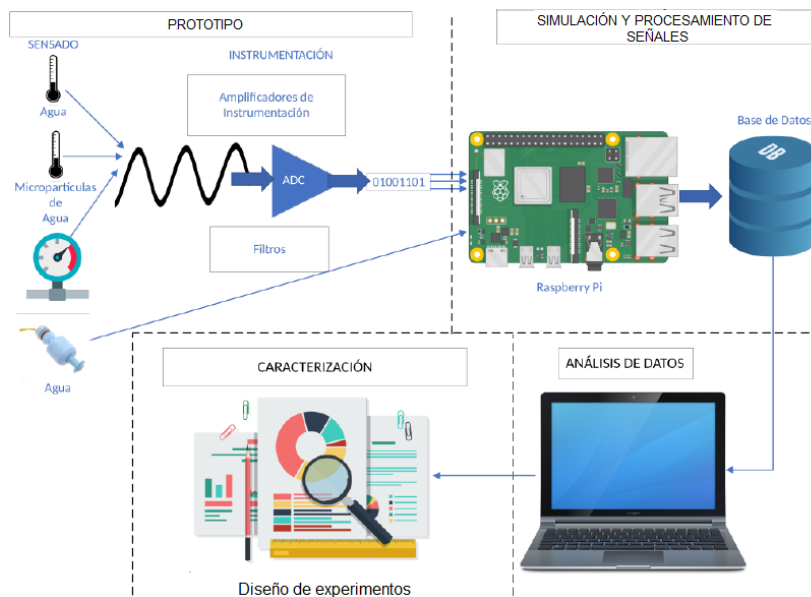 PROTOTIPO
SIMULACIÓN Y PROCESAMIENTO DE
SEÑALES
SENSADO
INSTRUMENTACIÓN
Agua
Amplificadores de
Instrumentación
Micropartículas
de
Agua
ADC
01001101
Filtros
Agua
Raspberry Pi
Base de Datos
DB
CARACTERIZACIÓN
ANÁLISIS DE DATOS
Diseño de experimentos